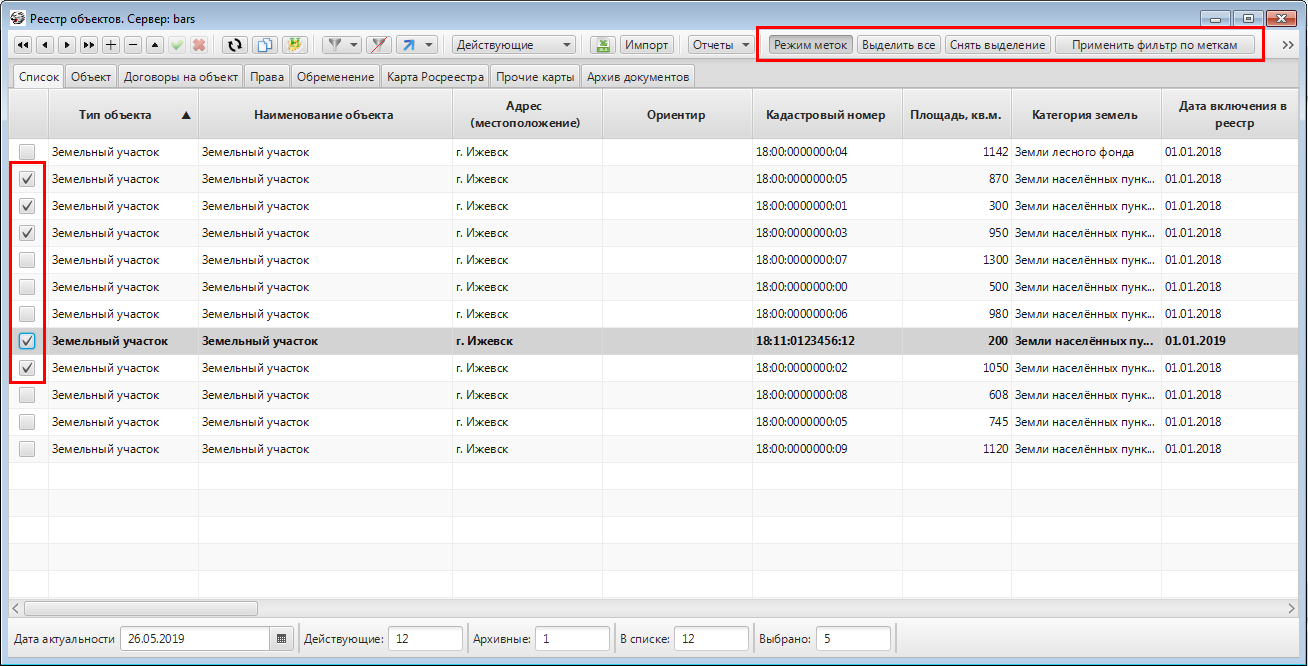 Реестр объектов. Сервер: bars
Действующие Импорт Отчеты Режим меток Выделить все Снять выделение Применить фильтр по меткам
Список Объект Договоры на объект Права Обременение Карта Росреестра Прочие карты Архив документов
Тип объекта Наименование объекта Адрес (местоположение) Ориентир Кадастровый номер Площадь, кв.м. Категория земель Дата включения в реестр
Земельный участок Земельный участок г. Ижевск 18:00:0000000:04 1142 Земли лесного фонда 01.01.2018
Земельный участок Земельный участок г. Ижевск 18:00:0000000:05 870 Земли населённых пунк... 01.01.2018
Земельный участок Земельный участок г. Ижевск 18:00:0000000:01 300 Земли населённых пунк... 01.01.2018
Земельный участок Земельный участок г. Ижевск 18:00:0000000:03 950 Земли населённых пунк... 01.01.2018
Земельный участок Земельный участок г. Ижевск 18:00:0000000:07 1300 Земли населённых пунк... 01.01.2018
Земельный участок Земельный участок г. Ижевск 18:00:0000000:00 500 Земли населённых пунк... 01.01.2018
Земельный участок Земельный участок г. Ижевск 18:00:0000000:06 980 Земли населённых пунк... 01.01.2018
Земельный участок Земельный участок г. Ижевск 18:11:0123456:12 200 Земли населённых пу... 01.01.2019
Земельный участок Земельный участок г. Ижевск 18:00:0000000:02 1050 Земли населённых пунк... 01.01.2018
Земельный участок Земельный участок г. Ижевск 18:00:0000000:08 608 Земли населённых пунк... 01.01.2018
Земельный участок Земельный участок г. Ижевск 18:00:0000000:05 745 Земли населённых пунк... 01.01.2018
Земельный участок Земельный участок г. Ижевск 18:00:0000000:09 1120 Земли населённых пунк... 01.01.2018
Дата актуальности 26.05.2019 Действующие: 12 Архивные: 1 В списке: 12 Выбрано: 5